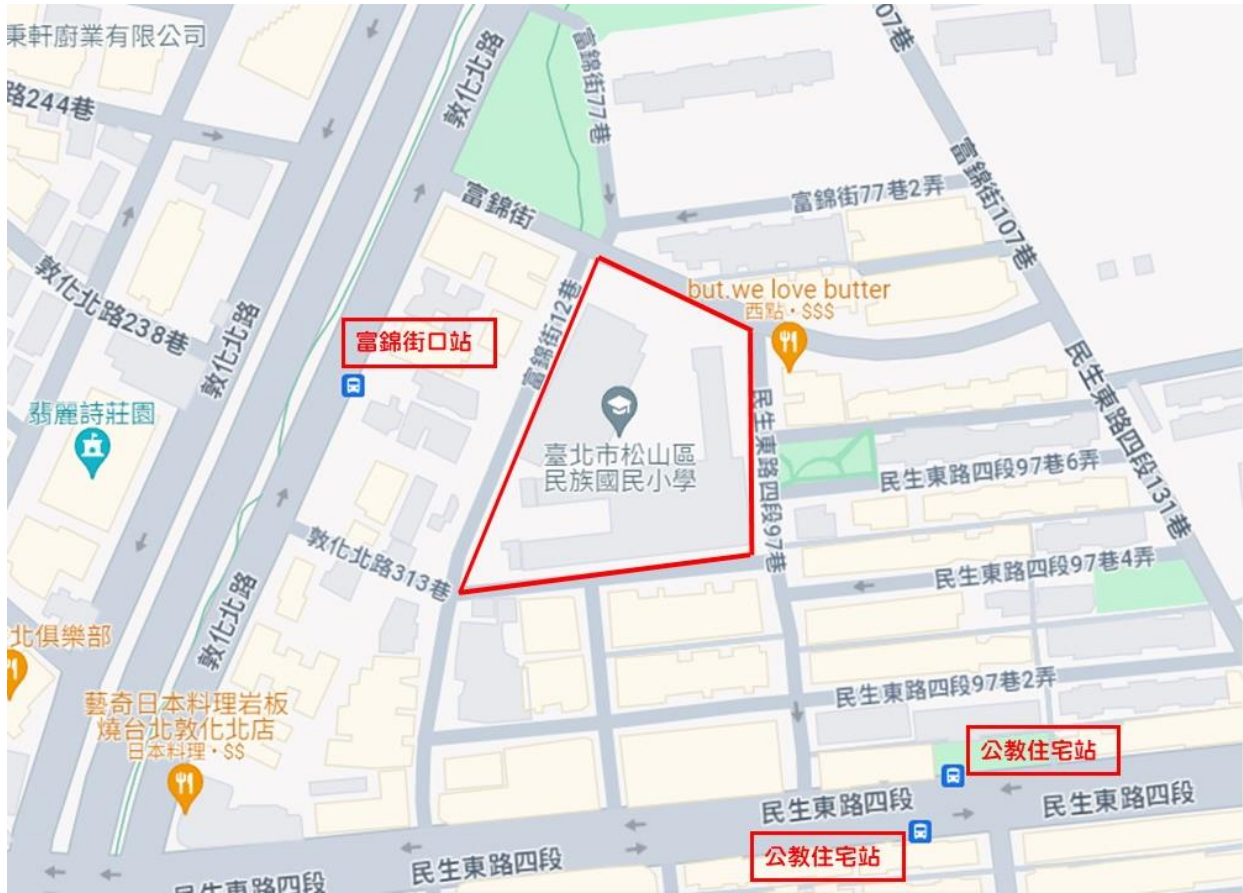 秉軒廚業有限公司
路244巷
敦化北路
富錦街77巷
07巷
富錦街
富錦街77巷2弄
富錦街107巷
敦化北路238巷
敦化北路
富錦街口站
富錦街12巷
but.we love butter
西點·$$$
翡麗詩莊園
臺北市松山區
民族國民小學
民生東路四段97巷
民生東路四段131巷
民生東路四段97巷6弄
敦化北路313巷
民生東路四段97巷4弄
敦化北路
北俱樂部
藝奇日本料理岩板
燒台北敦化北店
日本料理·$$
民生東路四段97巷2弄
公教住宅站
民生東路四段
民生東路四段
公教住宅站
民生東路四段
民生東路四段